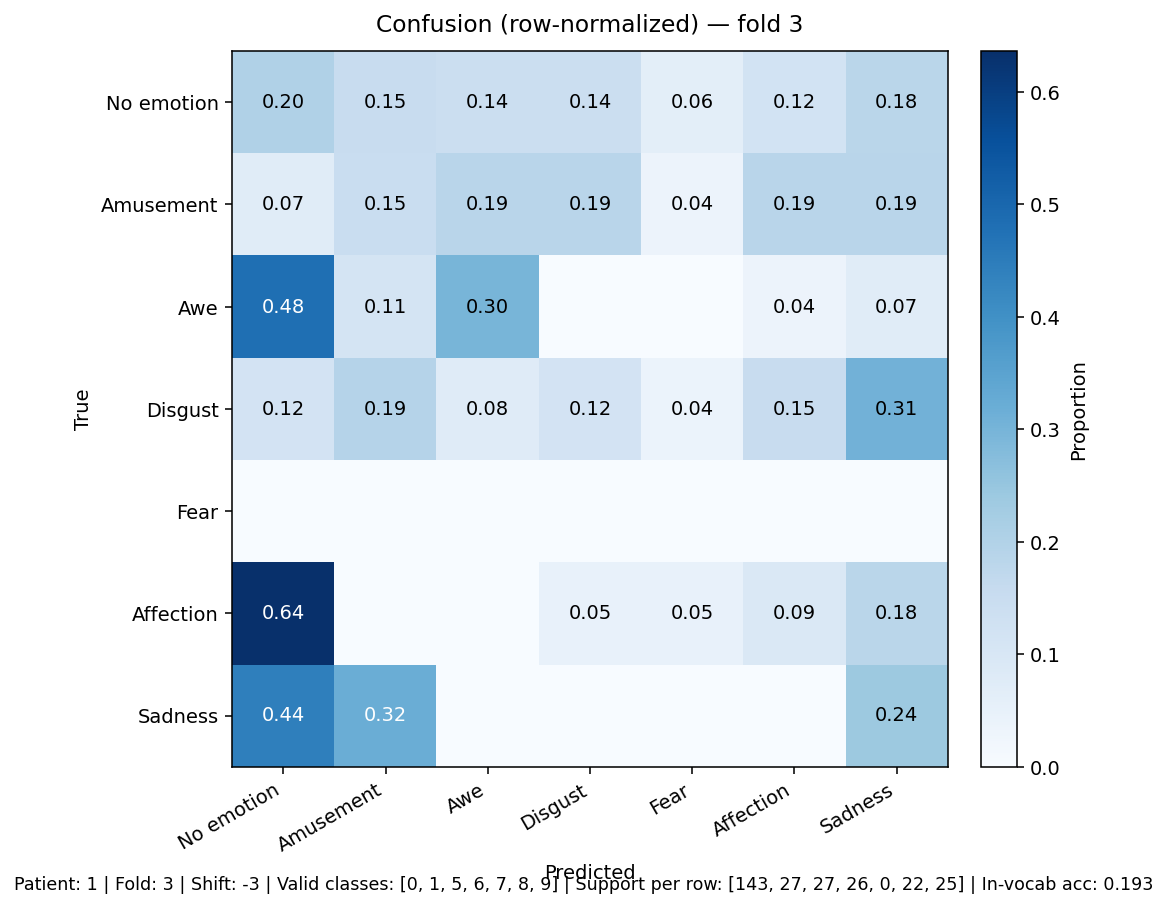 Confusion (row-normalized) — fold 3
No emotion 0.20 0.15 0.14 0.14 0.06 0.12 0.18
Amusement 0.07 0.15 0.19 0.19 0.04 0.19 0.19
Awe 0.48 0.11 0.30 0.04 0.07
Disgust 0.12 0.19 0.08 0.12 0.04 0.15 0.31
Fear
Affection 0.64 0.05 0.05 0.09 0.18
Sadness 0.44 0.32 0.24
True
No emotion Amusement Awe Disgust Fear Affection Sadness
Predicted
0.6
0.5
0.4
0.3
0.2
0.1
0.0
Proportion
Patient: 1 | Fold: 3 | Shift: -3 | Valid classes: [0, 1, 5, 6, 7, 8, 9] | Support per row: [143, 27, 27, 26, 0, 22, 25] | In-vocab acc: 0.193